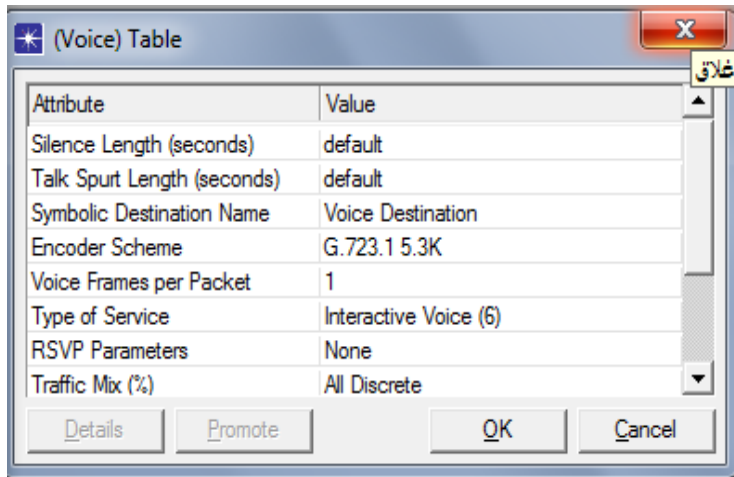 (Voice) Table
X
غلاق
Attribute Value
Silence Length (seconds) default
Talk Spurt Length (seconds) default
Symbolic Destination Name Voice Destination
Encoder Scheme G.723.1 5.3K
Voice Frames per Packet 1
Type of Service Interactive Voice (6)
RSVP Parameters None
Traffic Mix (%) All Discrete
Details Promote OK Cancel